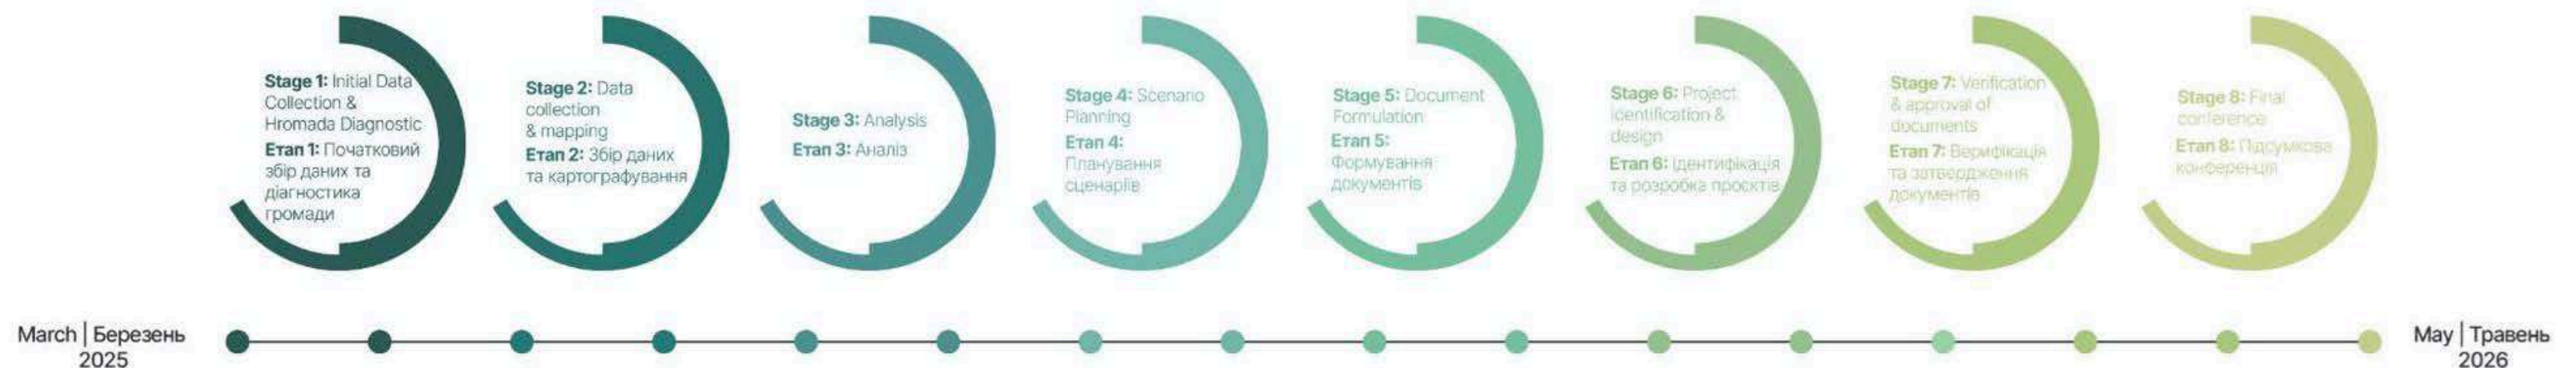 Stage 1: Initial Data
Collection &
Hromada Diagnostic
Етап 1: Початковий
збір даних та
діагностика
громади
Stage 2: Data
collection
& mapping
Етап 2: Збір даних
та картографування
Stage 3: Analysis
Етап 3: Аналіз
Stage 4: Scenario
Planning
Етап 4:
Планування
сценаріїв
Stage 5: Document
Formulation
Етап 5:
Формування
документів
Stage 6: Project
identification &
design
Етап 6: Ідентифікація
та розробка проєктів
Stage 7: Verification
& approval of
documents
Етап 7: Верифікація
та затвердження
документів
Stage 8: Final
conference
Етап 8: Підсумкова
конференція
March | Березень
2025
May | Травень
2026